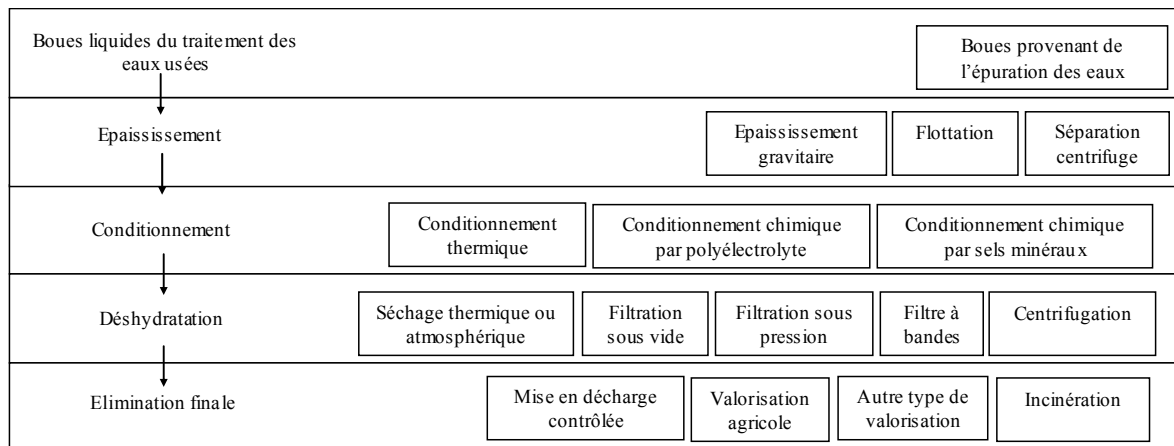 Boues liquides du traitement des
eaux usées
Boues provenant de
l'épuration des eaux
Epaississement
Epaississement
gravitaire
Flottation
Séparation
centrifuge
Conditionnement
Conditionnement
thermique
Conditionnement chimique
par polyélectrolyte
Conditionnement chimique
par sels minéraux
Déshydratation
Séchage thermique ou
atmosphérique
Filtration
sous vide
Filtration sous
pression
Filtre à
bandes
Centrifugation
Elimination finale
Mise en décharge
contrôlée
Valorisation
agricole
Autre type de
valorisation
Incinération